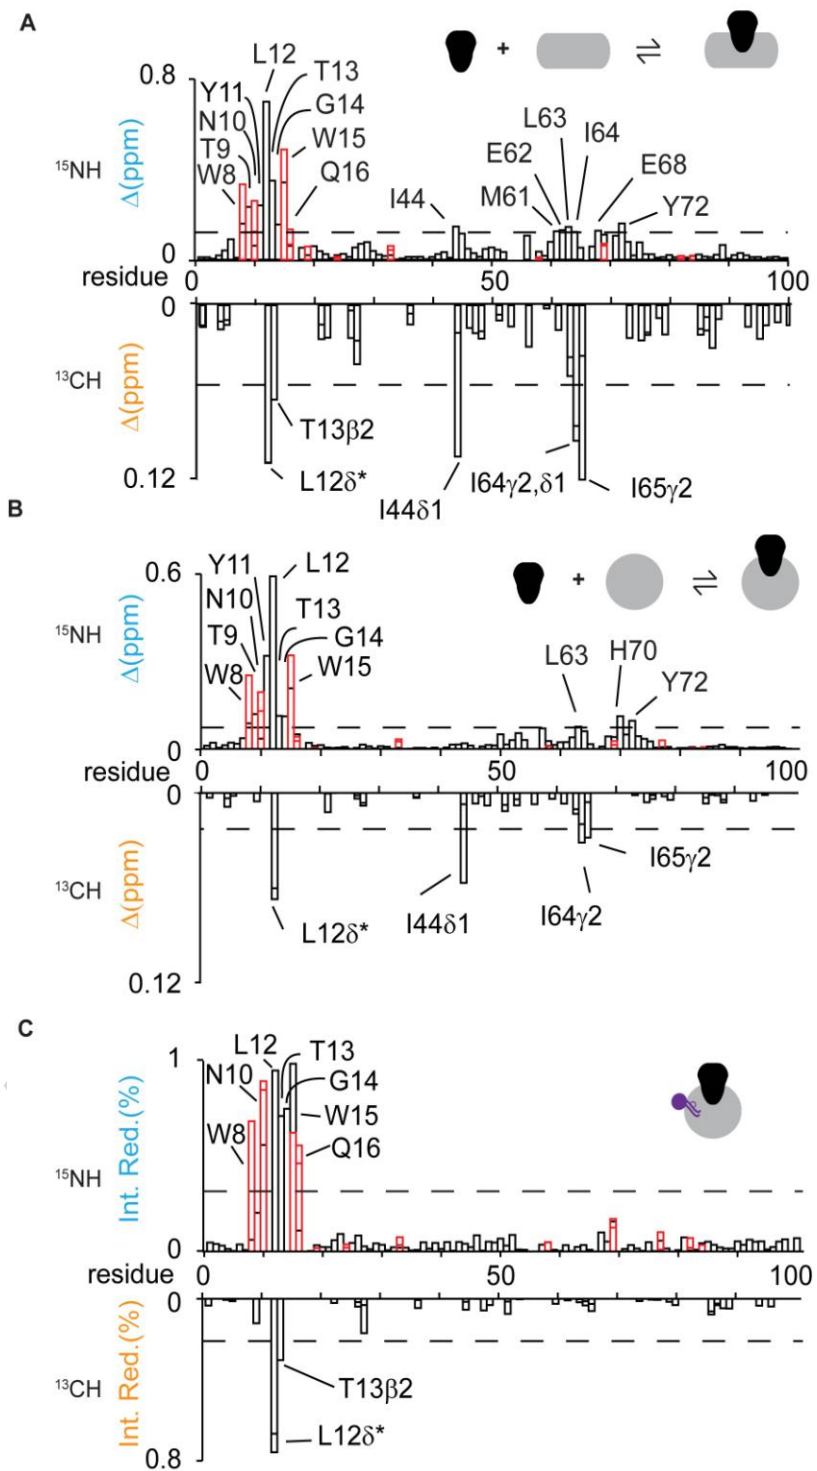 A
+
⇌
0.8
0
¹⁵NH
Δ(ppm)
W8
T9
N10
Y11
L12
T13
G14
W15
Q16
I44
M61
E62
L63
I64
E68
Y72
residue
50
100
0
0
50
100
¹³CH
Δ(ppm)
0.12
T13β2
L12δ*
I44δ1
I64γ2,δ1
I65γ2
B
+
⇌
0.6
0
¹⁵NH
Δ(ppm)
W8
T9
N10
Y11
L12
T13
G14
W15
L63
H70
Y72
residue
0
50
100
0
¹³CH
Δ(ppm)
0.12
L12δ*
I44δ1
I64γ2
I65γ2
C
1
0
¹⁵NH
Int. Red.(%)
W8
N10
L12
T13
G14
W15
Q16
residue
0
50
100
0
¹³CH
Int. Red.(%)
0.8
T13β2
L12δ*